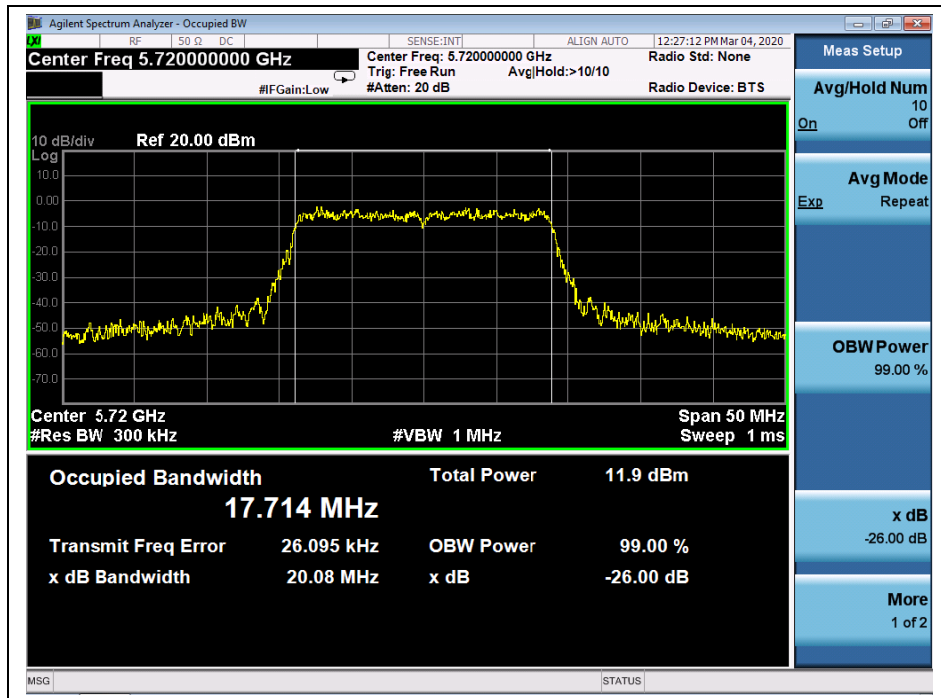 Agilent Spectrum Analyzer - Occupied BW
LXI RF 50 Ω DC SENSE:INT ALIGN AUTO 12:27:12 PM Mar 04, 2020
Center Freq 5.720000000 GHz
Center Freq: 5.720000000 GHz Radio Std: None
Trig: Free Run Avg|Hold:>10/10
#IFGain:Low #Atten: 20 dB Radio Device: BTS
10 dB/div Ref 20.00 dBm
Log
10.0
0.00
-10.0
-20.0
-30.0
-40.0
-50.0
-60.0
-70.0
Center 5.72 GHz Span 50 MHz
#Res BW 300 kHz #VBW 1 MHz Sweep 1 ms
Occupied Bandwidth Total Power 11.9 dBm
17.714 MHz
Transmit Freq Error 26.095 kHz OBW Power 99.00 %
x dB Bandwidth 20.08 MHz x dB -26.00 dB
MSG STATUS
Meas Setup
Avg/Hold Num
10
On Off
Avg Mode
Exp Repeat
OBW Power
99.00 %
x dB
-26.00 dB
More
1 of 2